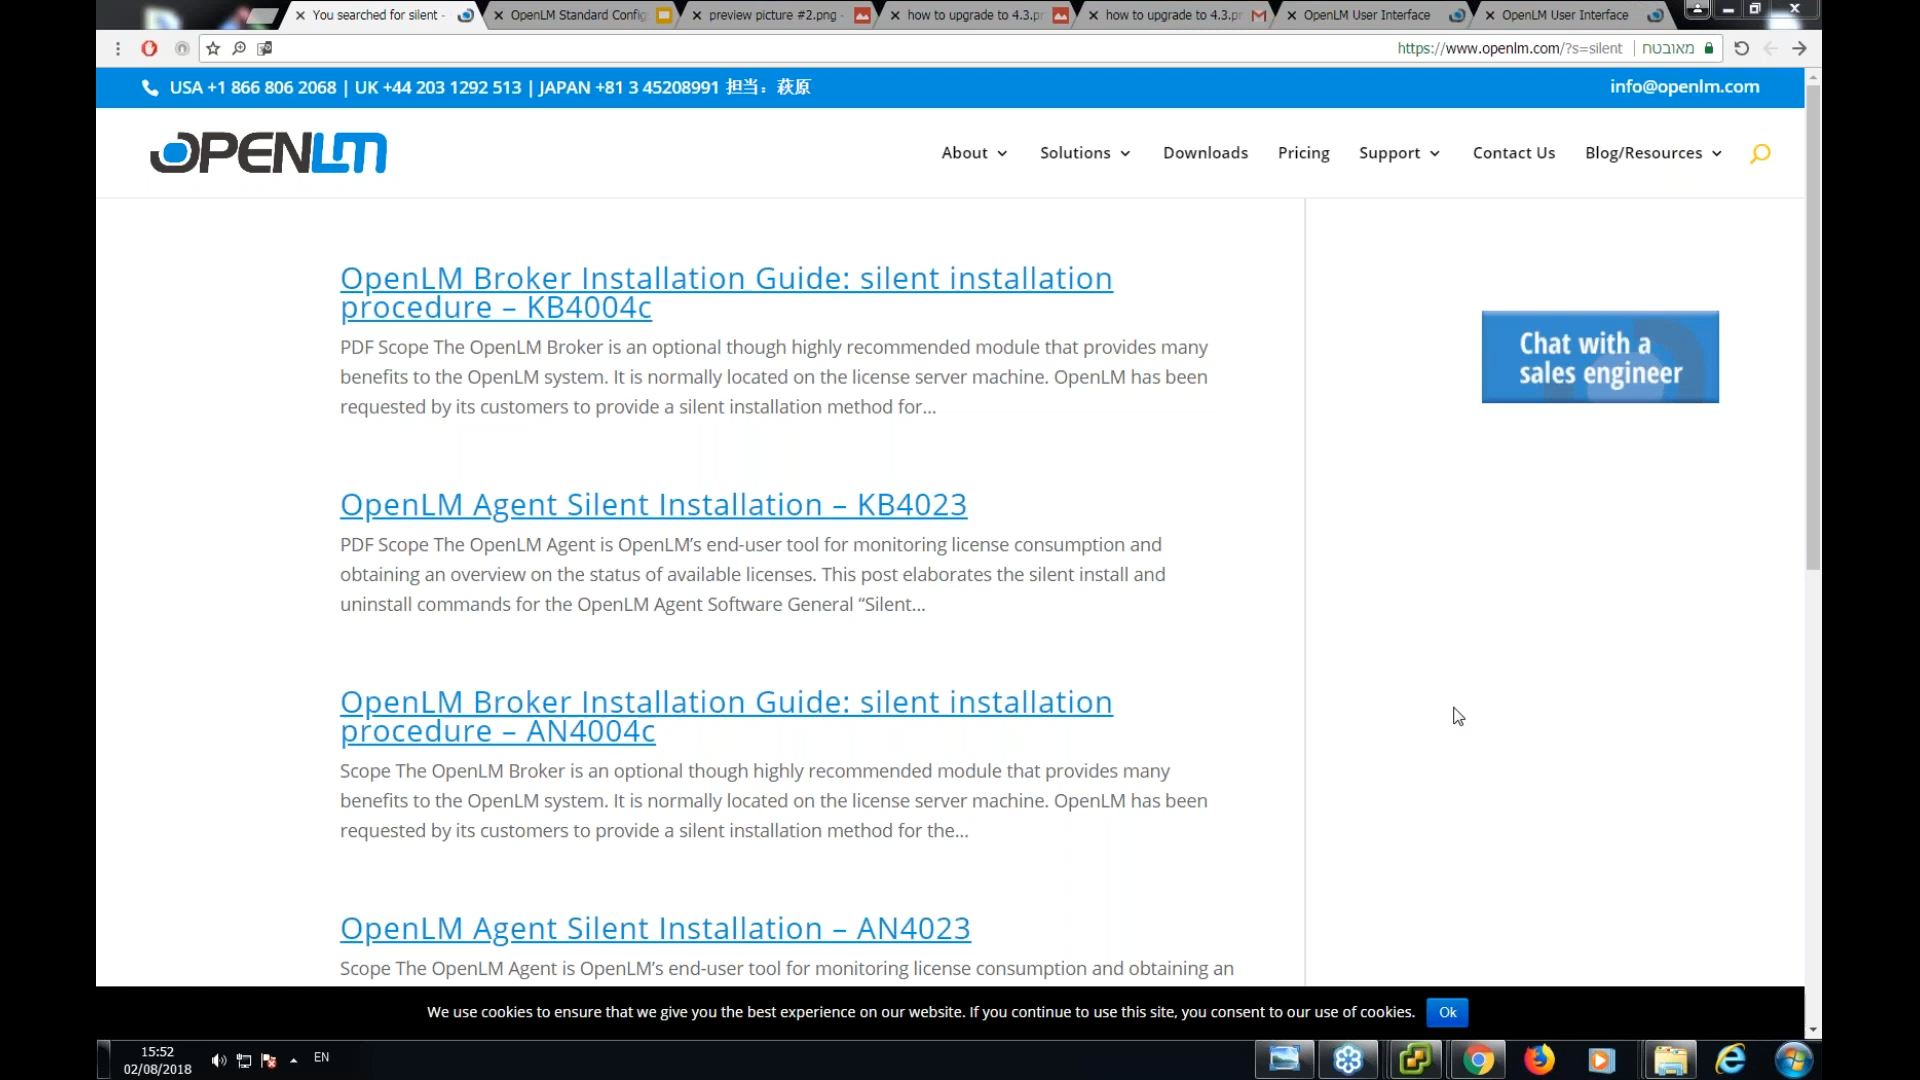 You searched for silent -
OpenLM Standard Config
preview picture #2.png -
how to upgrade to 4.3.pr
how to upgrade to 4.3.pr
OpenLM User Interface
OpenLM User Interface
https://www.openlm.com/?s=silent
מאובטח
USA +1 866 806 2068 | UK +44 203 1292 513 | JAPAN +81 3 45208991 担当：萩原
info@openlm.com
OPENLM
About
Solutions
Downloads
Pricing
Support
Contact Us
Blog/Resources
OpenLM Broker Installation Guide: silent installation
procedure – KB4004c
PDF Scope The OpenLM Broker is an optional though highly recommended module that provides many
benefits to the OpenLM system. It is normally located on the license server machine. OpenLM has been
requested by its customers to provide a silent installation method for...
Chat with a
sales engineer
OpenLM Agent Silent Installation – KB4023
PDF Scope The OpenLM Agent is OpenLM’s end-user tool for monitoring license consumption and
obtaining an overview on the status of available licenses. This post elaborates the silent install and
uninstall commands for the OpenLM Agent Software General “Silent...
OpenLM Broker Installation Guide: silent installation
procedure – AN4004c
Scope The OpenLM Broker is an optional though highly recommended module that provides many
benefits to the OpenLM system. It is normally located on the license server machine. OpenLM has been
requested by its customers to provide a silent installation method for the...
OpenLM Agent Silent Installation – AN4023
Scope The OpenLM Agent is OpenLM’s end-user tool for monitoring license consumption and obtaining an
We use cookies to ensure that we give you the best experience on our website. If you continue to use this site, you consent to our use of cookies.
Ok
15:52
02/08/2018
EN